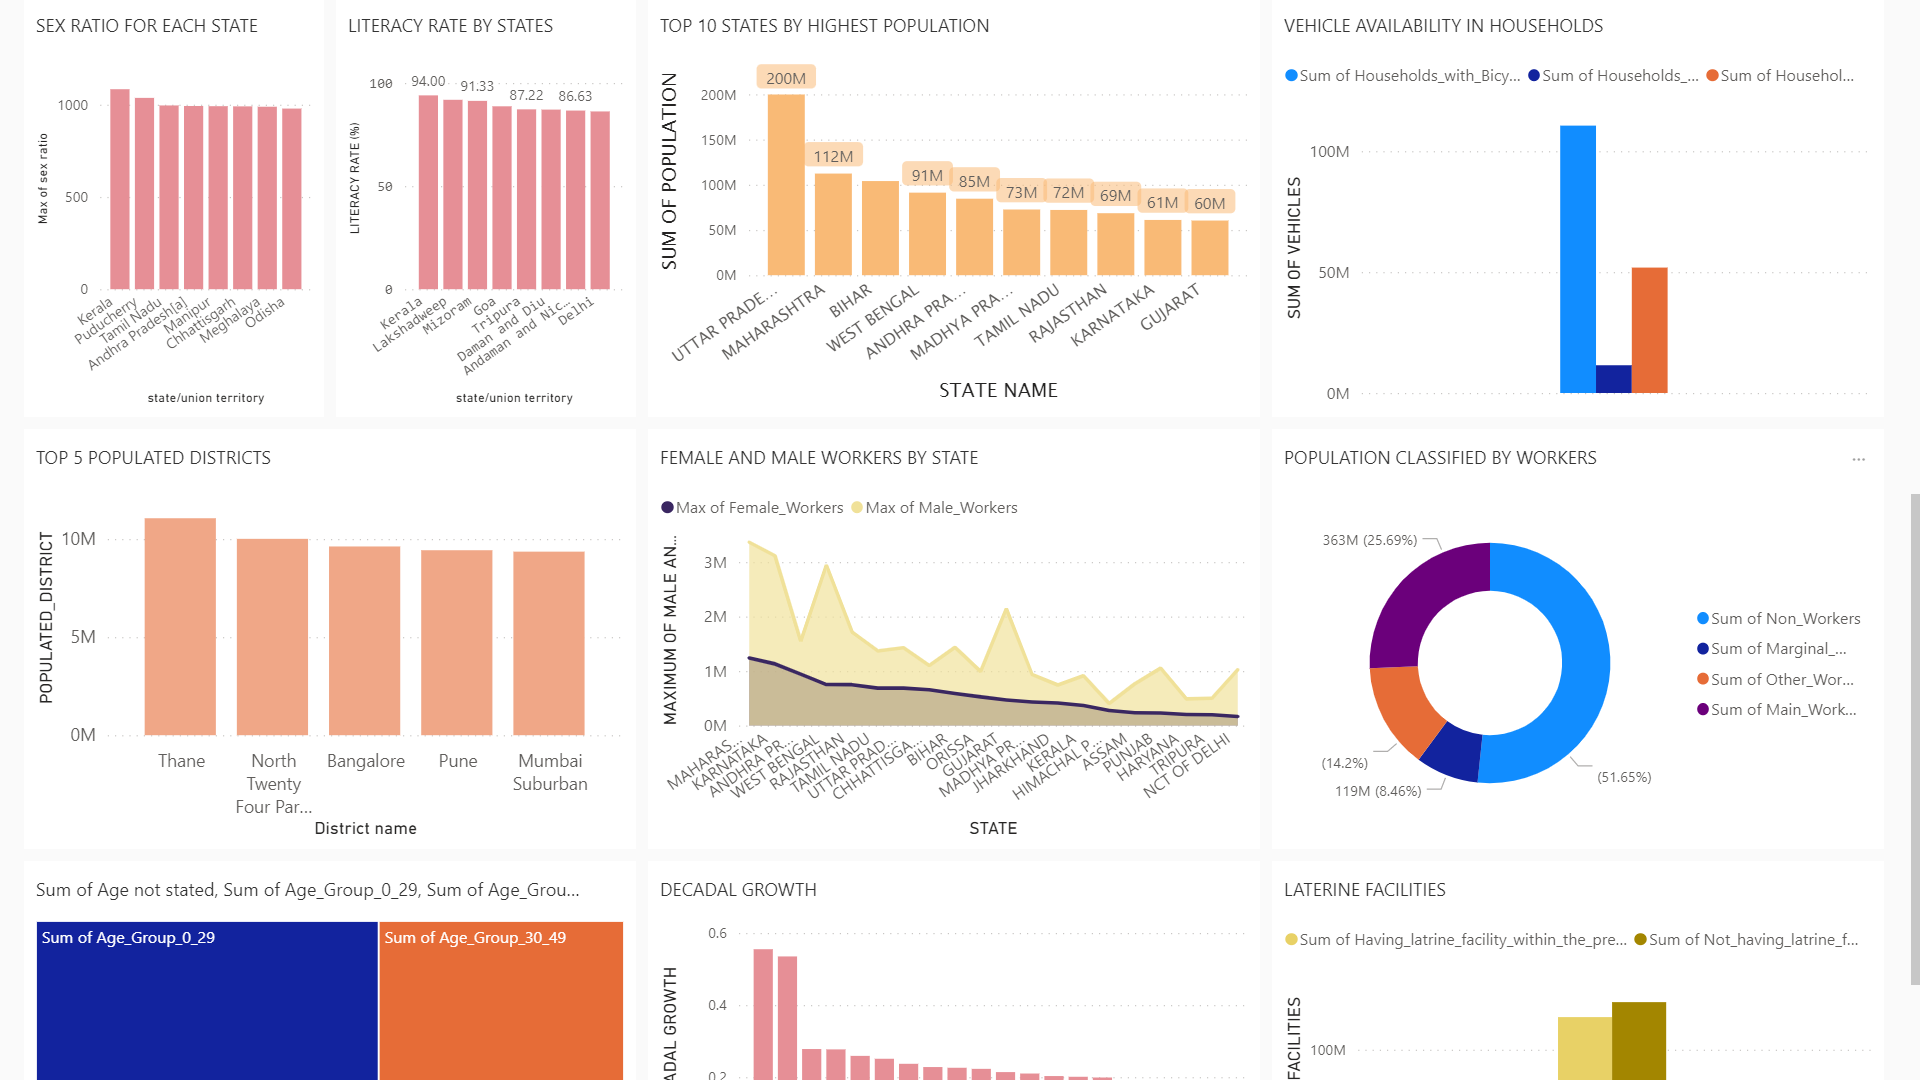 SEX RATIO FOR EACH STATE
Max of sex ratio
1000
500
0
Kerala
Puducherry
Tamil Nadu
Andhra Pradesh[a]
Manipur
Chhattisgarh
Meghalaya
Odisha
state/union territory
LITERACY RATE BY STATES
LITERACY RATE (%)
100
50
0
94.00
91.33
87.22
86.63
Kerala
Lakshadweep
Mizoram
Goa
Tripura
Daman and Diu
Andaman and Nic...
Delhi
state/union territory
TOP 10 STATES BY HIGHEST POPULATION
SUM OF POPULATION
200M
150M
100M
50M
0M
200M
112M
91M
85M
73M
72M
69M
61M
60M
UTTAR PRADE...
MAHARASHTRA
BIHAR
WEST BENGAL
ANDHRA PRA...
MADHYA PRA...
TAMIL NADU
RAJASTHAN
KARNATAKA
GUJARAT
STATE NAME
VEHICLE AVAILABILITY IN HOUSEHOLDS
Sum of Households_with_Bicy... Sum of Households_... Sum of Househol...
SUM OF VEHICLES
100M
50M
0M
TOP 5 POPULATED DISTRICTS
POPULATED_DISTRICT
10M
5M
0M
Thane
North
Twenty
Four Par...
Bangalore
Pune
Mumbai
Suburban
District name
FEMALE AND MALE WORKERS BY STATE
Max of Female_Workers Max of Male_Workers
MAXIMUM OF MALE AN...
3M
2M
1M
0M
MAHARAS...
KARNATAKA
ANDHRA PR...
WEST BENGAL
RAJASTHAN
TAMIL NADU
UTTAR PRAD...
CHHATTISGA...
BIHAR
ORISSA
GUJARAT
MADHYA PR...
JHARKHAND
KERALA
HIMACHAL P...
ASSAM
PUNJAB
HARYANA
TRIPURA
NCT OF DELHI
STATE
POPULATION CLASSIFIED BY WORKERS
...
363M (25.69%)
(14.2%)
119M (8.46%)
(51.65%)
Sum of Non_Workers
Sum of Marginal_...
Sum of Other_Wor...
Sum of Main_Work...
Sum of Age not stated, Sum of Age_Group_0_29, Sum of Age_Grou...
Sum of Age_Group_0_29
Sum of Age_Group_30_49
DECADAL GROWTH
ADAL GROWTH
0.6
0.4
0.2
LATERINE FACILITIES
Sum of Having_latrine_facility_within_the_pre... Sum of Not_having_latrine_f...
FACILITIES
100M